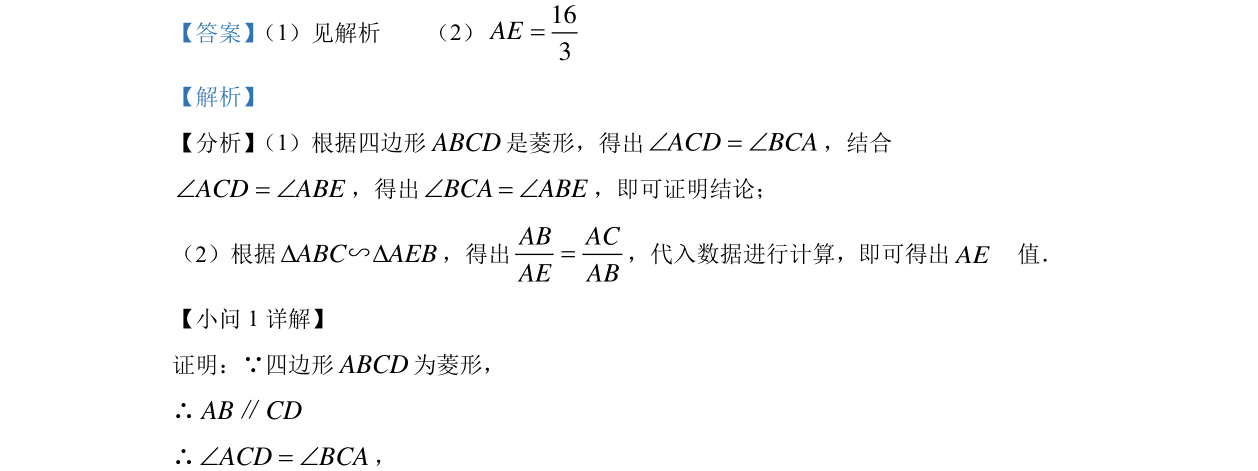 【答案】（1）见解析 （2）AE = 16/3
【解析】
【分析】（1）根据四边形 ABCD 是菱形，得出∠ACD = ∠BCA，结合
∠ACD = ∠ABE，得出∠BCA = ∠ABE，即可证明结论；
（2）根据 ΔABC∽ΔAEB，得出 AB/AE = AC/AB，代入数据进行计算，即可得出 AE 值．
【小问 1 详解】
证明：∵四边形 ABCD 为菱形，
∴ AB∥CD
∴∠ACD = ∠BCA，